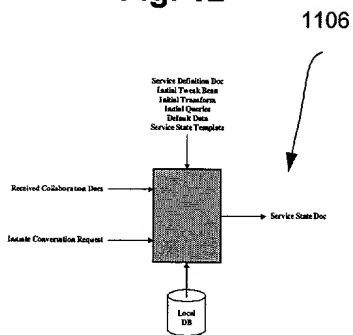 Fig. 12
1106
Service Definition Doc
Initial Tweak Bean
Initial Transform
Initial Queries
Default Data
Service State Template
Received Collaboration Docs
Service State Doc
Initiate Conversation Request
Local
DB